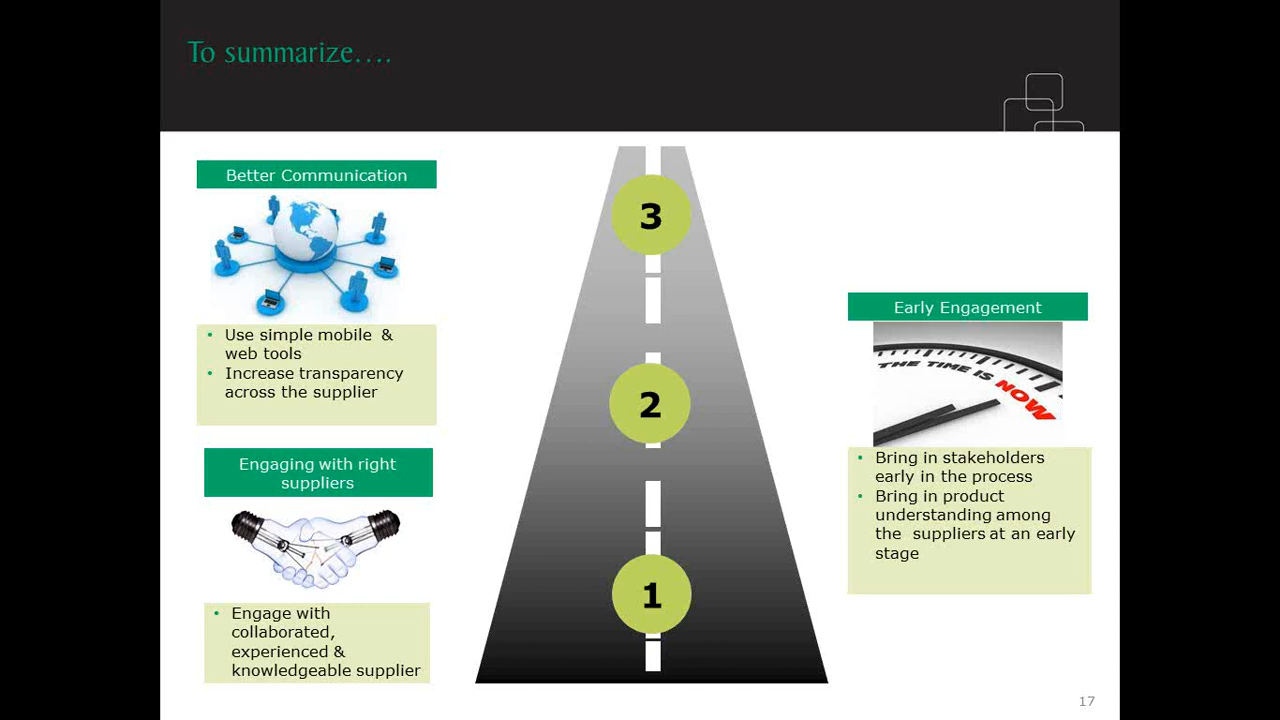 To summarize....
Better Communication
• Use simple mobile &
web tools
• Increase transparency
across the supplier
Engaging with right
suppliers
• Engage with
collaborated,
experienced &
knowledgeable supplier
3
2
1
Early Engagement
THE TIME IS NOW
• Bring in stakeholders
early in the process
• Bring in product
understanding among
the suppliers at an early
stage
17